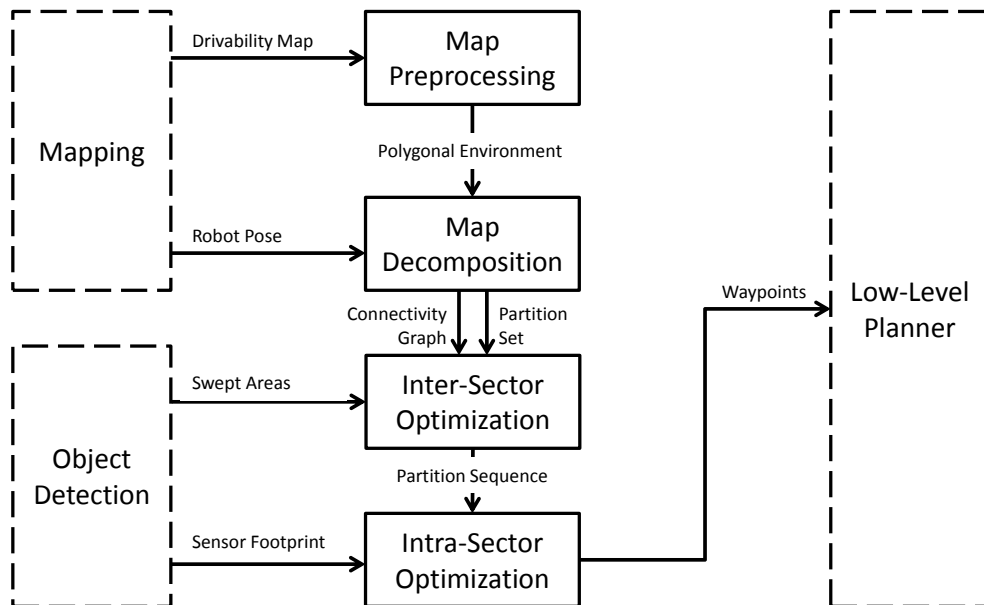 Drivability Map
Map
Preprocessing
Mapping
Polygonal Environment
Robot Pose
Map
Decomposition
Connectivity
Graph
Partition
Set
Waypoints
Low-Level
Planner
Swept Areas
Inter-Sector
Optimization
Object
Detection
Partition Sequence
Sensor Footprint
Intra-Sector
Optimization